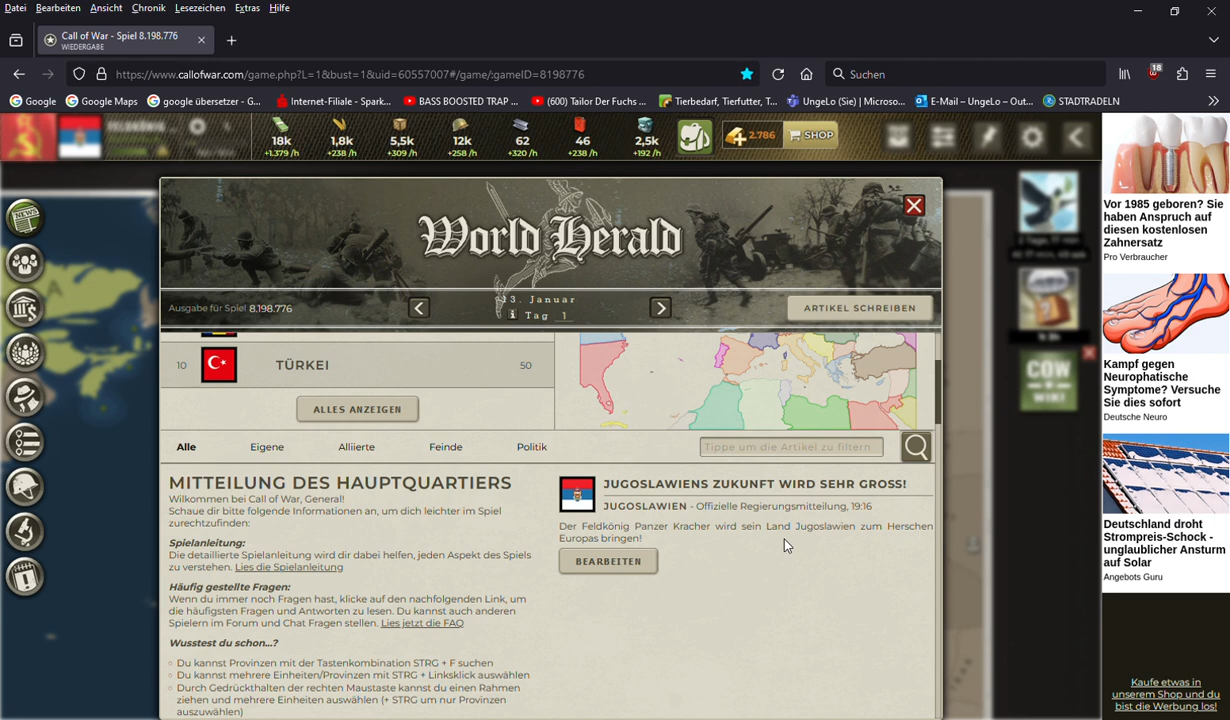 Datei Bearbeiten Ansicht Chronik Lesezeichen Extras Hilfe
Call of War - Spiel 8.198.776
WIEDERGABE
https://www.callofwar.com/game.php?L=1&bust=1&uid=60557007#/game/:gameID=8198776
Suchen
18
Google Google Maps google übersetzer - G... Internet-Filiale - Spark... BASS BOOSTED TRAP ... (600) Tailor Der Fuchs ... Tierbedarf, Tierfutter, T... UngeLo (Sie) | Microso... E-Mail – UngeLo – Out... STADTRADELN
18k 1,8k 5,5k 12k 62 46 2,5k
+1.379 /h +238 /h +309 /h +258 /h +320 /h +238 /h +192 /h
2.786 SHOP
NEWS
World Herald
Ausgabe für Spiel 8.198.776
13. Januar
Tag 1
ARTIKEL SCHREIBEN
10 TÜRKEI 50
ALLES ANZEIGEN
Alle Eigene Alliierte Feinde Politik
Tippe um die Artikel zu filtern
MITTEILUNG DES HAUPTQUARTIERS
Wilkommen bei Call of War, General!
Schaue dir bitte folgende Informationen an, um dich leichter im Spiel
zurechtzufinden:
Spielanleitung:
Die detaillierte Spielanleitung wird dir dabei helfen, jeden Aspekt des Spiels
zu verstehen. Lies die Spielanleitung
Häufig gestellte Fragen:
Wenn du immer noch Fragen hast, klicke auf den nachfolgenden Link, um
die häufigsten Fragen und Antworten zu lesen. Du kannst auch anderen
Spielern im Forum und Chat Fragen stellen. Lies jetzt die FAQ
Wusstest du schon...?
Du kannst Provinzen mit der Tastenkombination STRG + F suchen
Du kannst mehrere Einheiten/Provinzen mit STRG + Linksklick auswählen
Durch Gedrückthalten der rechten Maustaste kannst du einen Rahmen
ziehen und mehrere Einheiten auswählen (+ STRG um nur Provinzen
auszuwählen)
JUGOSLAWIENS ZUKUNFT WIRD SEHR GROSS!
JUGOSLAWIEN - Offizielle Regierungsmitteilung, 19:16
Der Feldkönig Panzer Kracher wird sein Land Jugoslawien zum Herschen
Europas bringen!
BEARBEITEN
COW
WIKI
Vor 1985 geboren? Sie
haben Anspruch auf
diesen kostenlosen
Zahnersatz
Pro Verbraucher
Kampf gegen
Neurophatische
Symptome? Versuche
Sie dies sofort
Deutsche Neuro
Deutschland droht
Strompreis-Schock -
unglaublicher Ansturm
auf Solar
Angebots Guru
Kaufe etwas in
unserem Shop und du
bist die Werbung los!